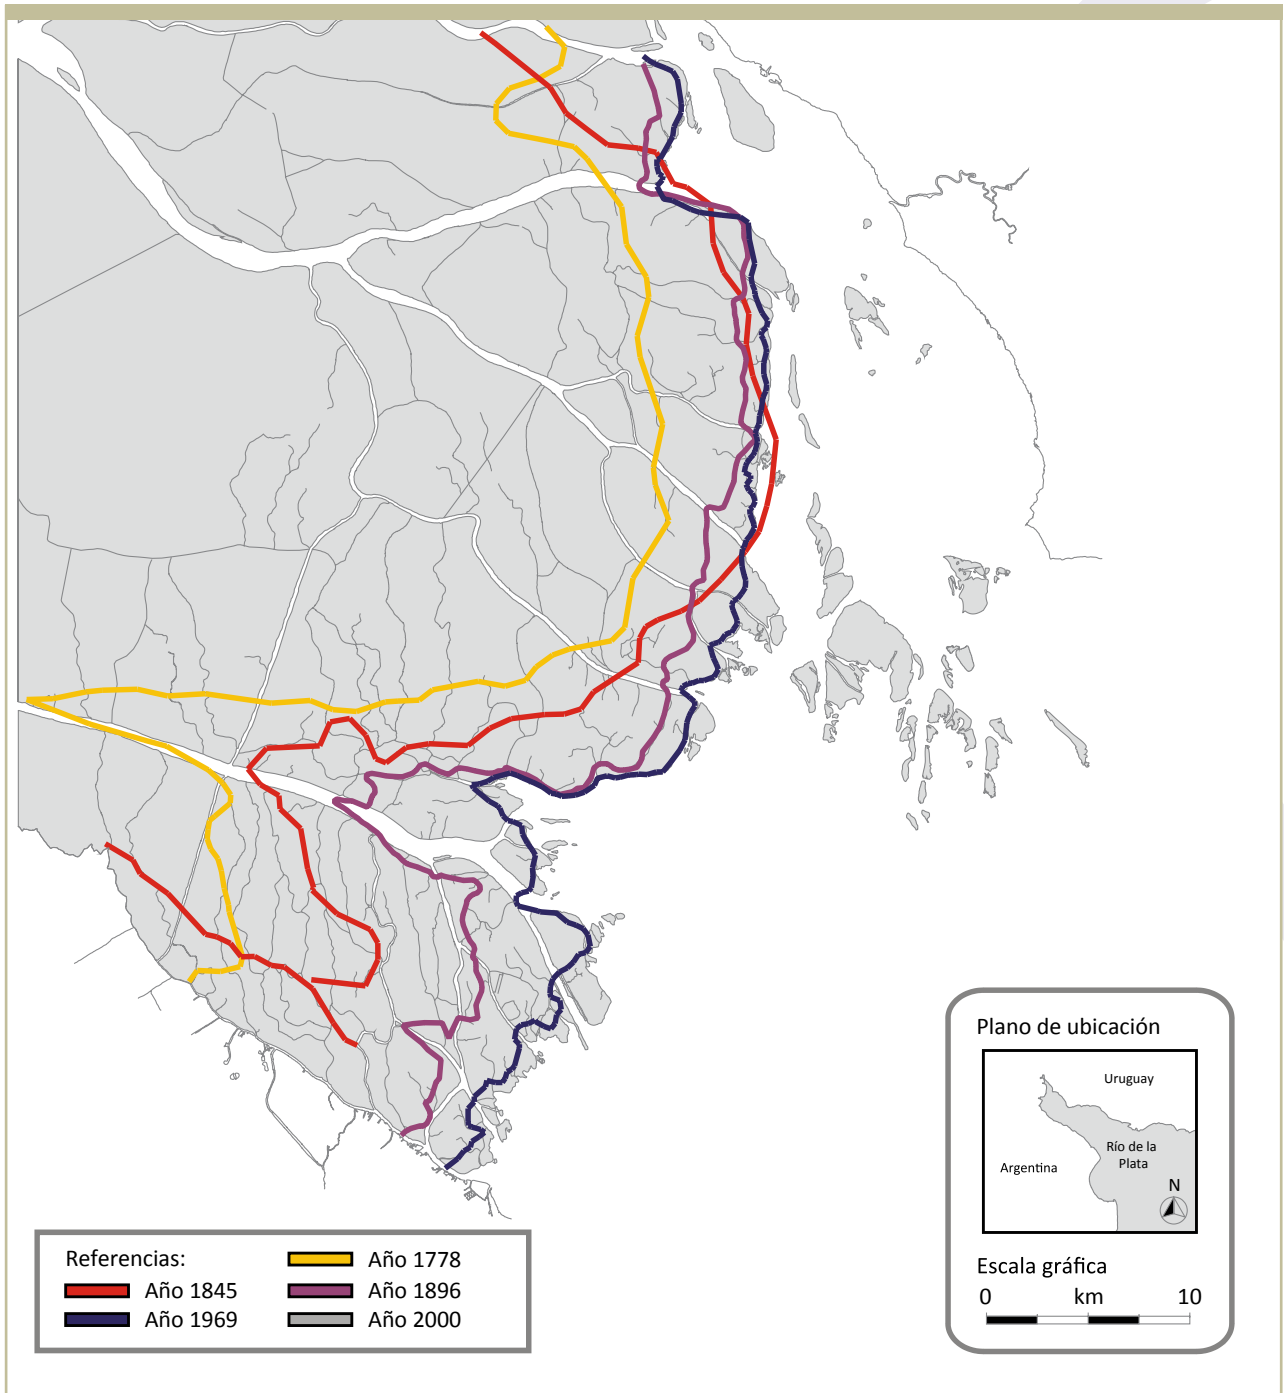 Plano de ubicación
Uruguay
Río de la
Plata
Argentina
N
Escala gráfica
0 km 10
Referencias:
Año 1778
Año 1845
Año 1896
Año 1969
Año 2000